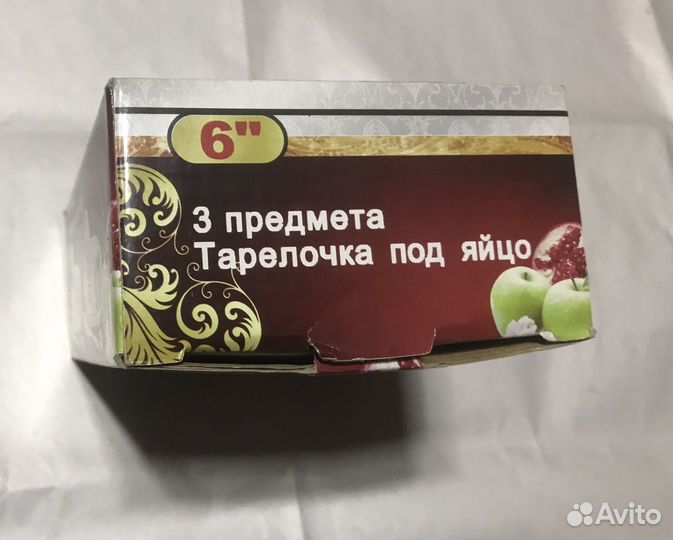 6"
3 предмета
Тарелочка под яйцо
Avito